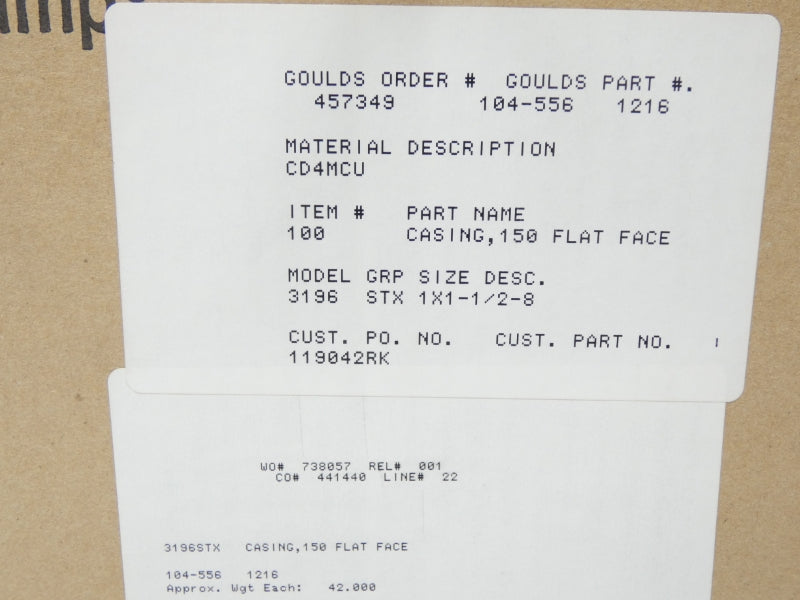 GOULDS ORDER # GOULDS PART #.
457349 104-556 1216
MATERIAL DESCRIPTION
CD4MCU
ITEM # PART NAME
100 CASING,150 FLAT FACE
MODEL GRP SIZE DESC.
3196 STX 1X1-1/2-8
CUST. PO. NO. CUST. PART NO.
119042RK
WO# 738057 REL# 001
CO# 441440 LINE# 22
3196STX CASING,150 FLAT FACE
104-556 1216
Approx. Wgt Each: 42.000